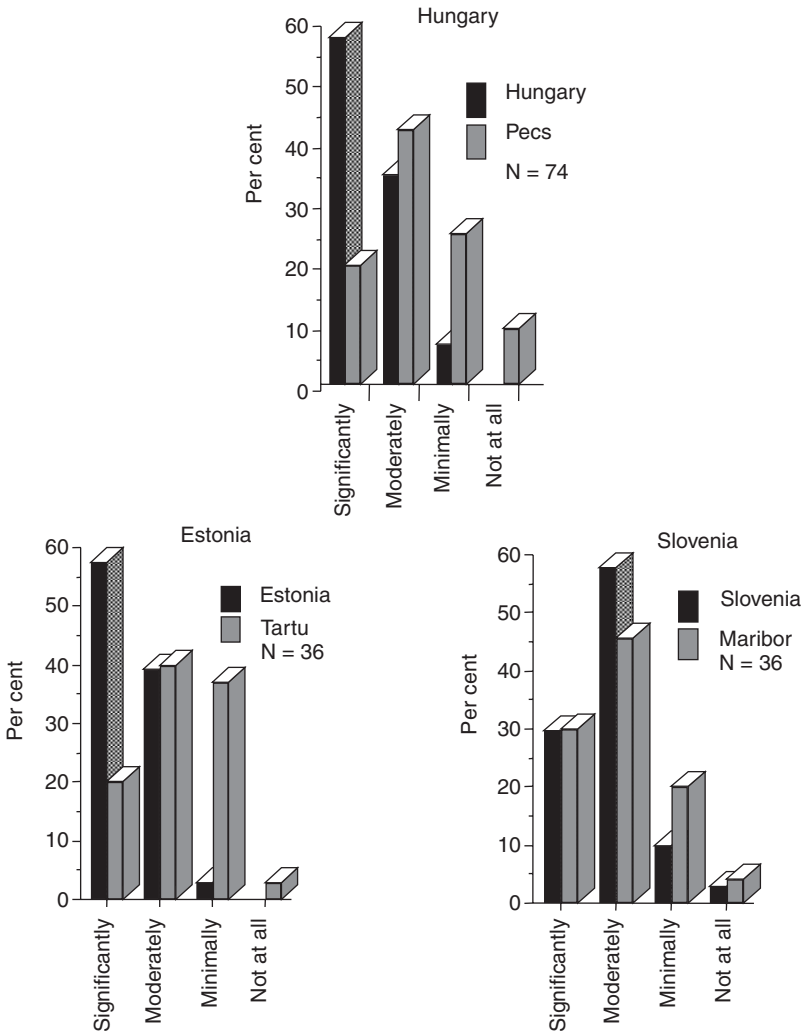 Hungary
60
50
40
30
20
10
0
Per cent
Hungary
Pecs
N = 74
Significantly
Moderately
Minimally
Not at all
Estonia
60
50
40
30
20
10
0
Per cent
Estonia
Tartu
N = 36
Significantly
Moderately
Minimally
Not at all
Slovenia
60
50
40
30
20
10
0
Per cent
Slovenia
Maribor
N = 36
Significantly
Moderately
Minimally
Not at all